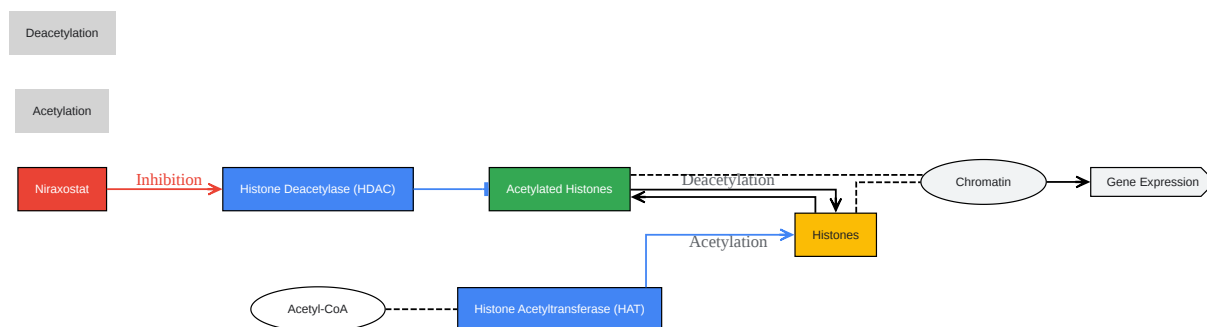 Deacetylation
Acetylation
Niraxostat
Inhibition
Histone Deacetylase (HDAC)
Acetylated Histones
Deacetylation
Chromatin
Gene Expression
Acetylation
Histones
Acetyl-CoA
Histone Acetyltransferase (HAT)